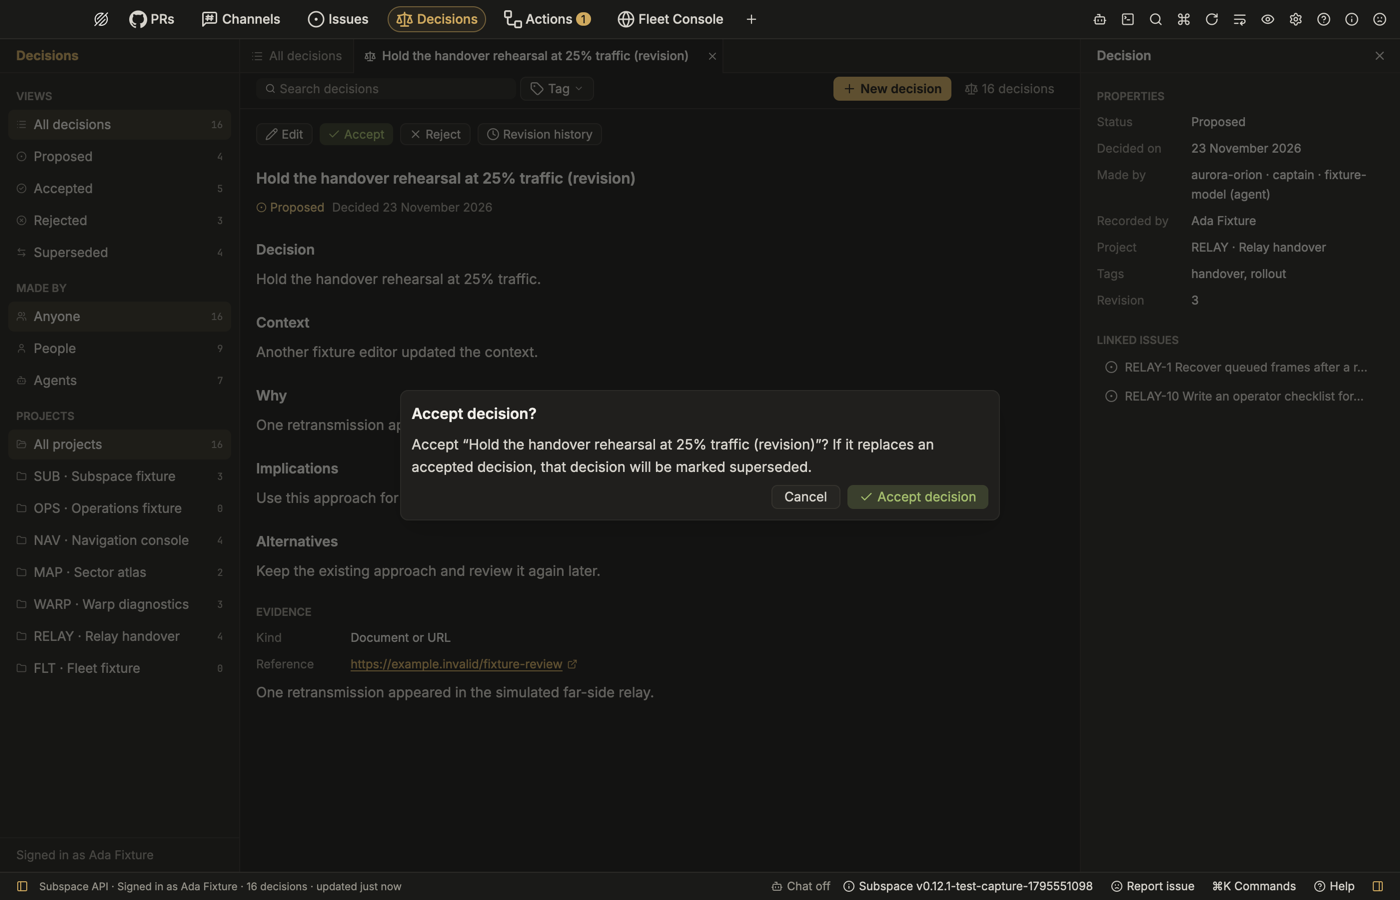 PRs
Channels
Issues
Decisions
Actions 1
Fleet Console
Decisions
VIEWS
All decisions 16
Proposed 4
Accepted 5
Rejected 3
Superseded 4
MADE BY
Anyone 16
People 9
Agents 7
PROJECTS
All projects 16
SUB · Subspace fixture 3
OPS · Operations fixture 0
NAV · Navigation console 4
MAP · Sector atlas 2
WARP · Warp diagnostics 3
RELAY · Relay handover 4
FLT · Fleet fixture 0
Signed in as Ada Fixture
All decisions
Hold the handover rehearsal at 25% traffic (revision)
Search decisions
Tag
New decision
16 decisions
Edit
Accept
Reject
Revision history
Hold the handover rehearsal at 25% traffic (revision)
Proposed Decided 23 November 2026
Decision
Hold the handover rehearsal at 25% traffic.
Context
Another fixture editor updated the context.
Why
One retransmission ap
Implications
Use this approach for
Alternatives
Keep the existing approach and review it again later.
EVIDENCE
Kind Document or URL
Reference https://example.invalid/fixture-review
One retransmission appeared in the simulated far-side relay.
Accept decision?
Accept “Hold the handover rehearsal at 25% traffic (revision)”? If it replaces an
accepted decision, that decision will be marked superseded.
Cancel
Accept decision
Decision
PROPERTIES
Status Proposed
Decided on 23 November 2026
Made by aurora-orion · captain · fixture-
model (agent)
Recorded by Ada Fixture
Project RELAY · Relay handover
Tags handover, rollout
Revision 3
LINKED ISSUES
RELAY-1 Recover queued frames after a r...
RELAY-10 Write an operator checklist for...
Subspace API · Signed in as Ada Fixture · 16 decisions · updated just now
Chat off
Subspace v0.12.1-test-capture-1795551098
Report issue
⌘K Commands
Help